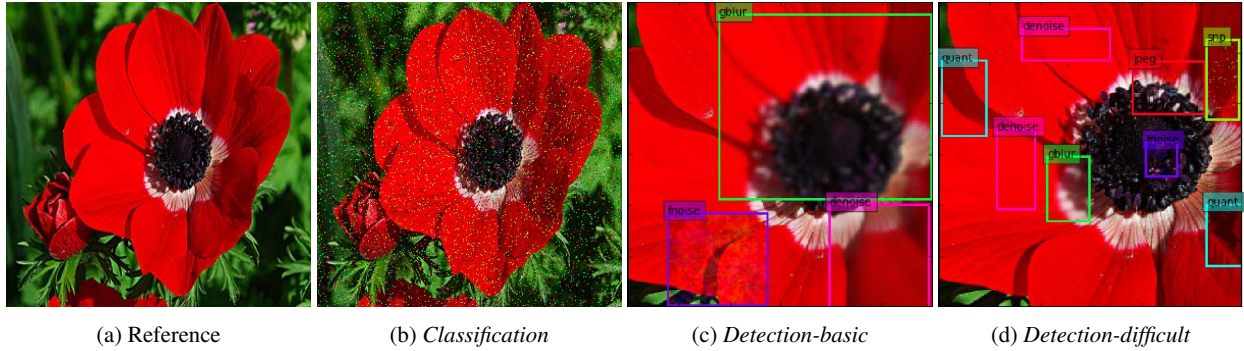 gblur
fnoise
denoise
denoise
snp
quant
jpeg
denoise
fnoise
gblur
quant
(a) Reference
(b) Classification
(c) Detection-basic
(d) Detection-difficult